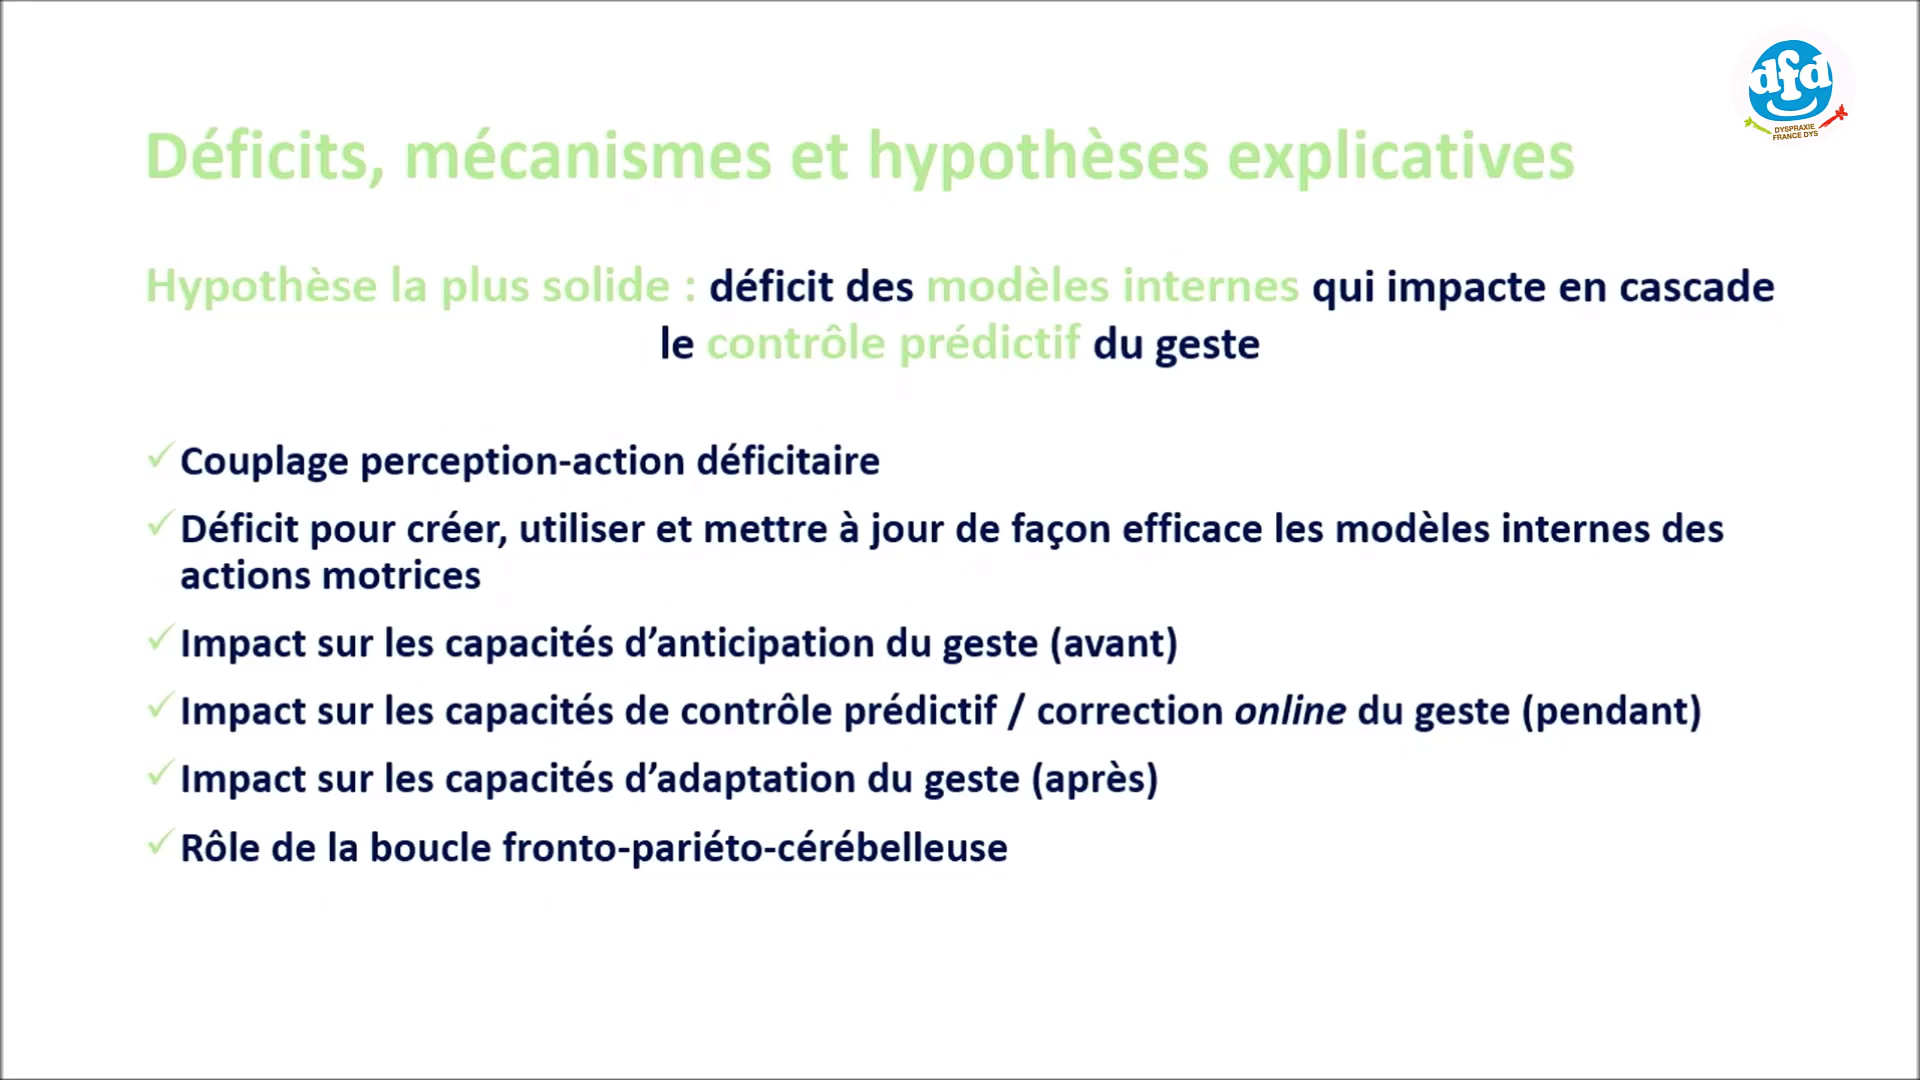 dfd
DYSPRAXIE
FRANCE DYS
Déficits, mécanismes et hypothèses explicatives
Hypothèse la plus solide : déficit des modèles internes qui impacte en cascade
le contrôle prédictif du geste
✓ Couplage perception-action déficitaire
✓ Déficit pour créer, utiliser et mettre à jour de façon efficace les modèles internes des
actions motrices
✓ Impact sur les capacités d’anticipation du geste (avant)
✓ Impact sur les capacités de contrôle prédictif / correction online du geste (pendant)
✓ Impact sur les capacités d’adaptation du geste (après)
✓ Rôle de la boucle fronto-pariéto-cérébelleuse